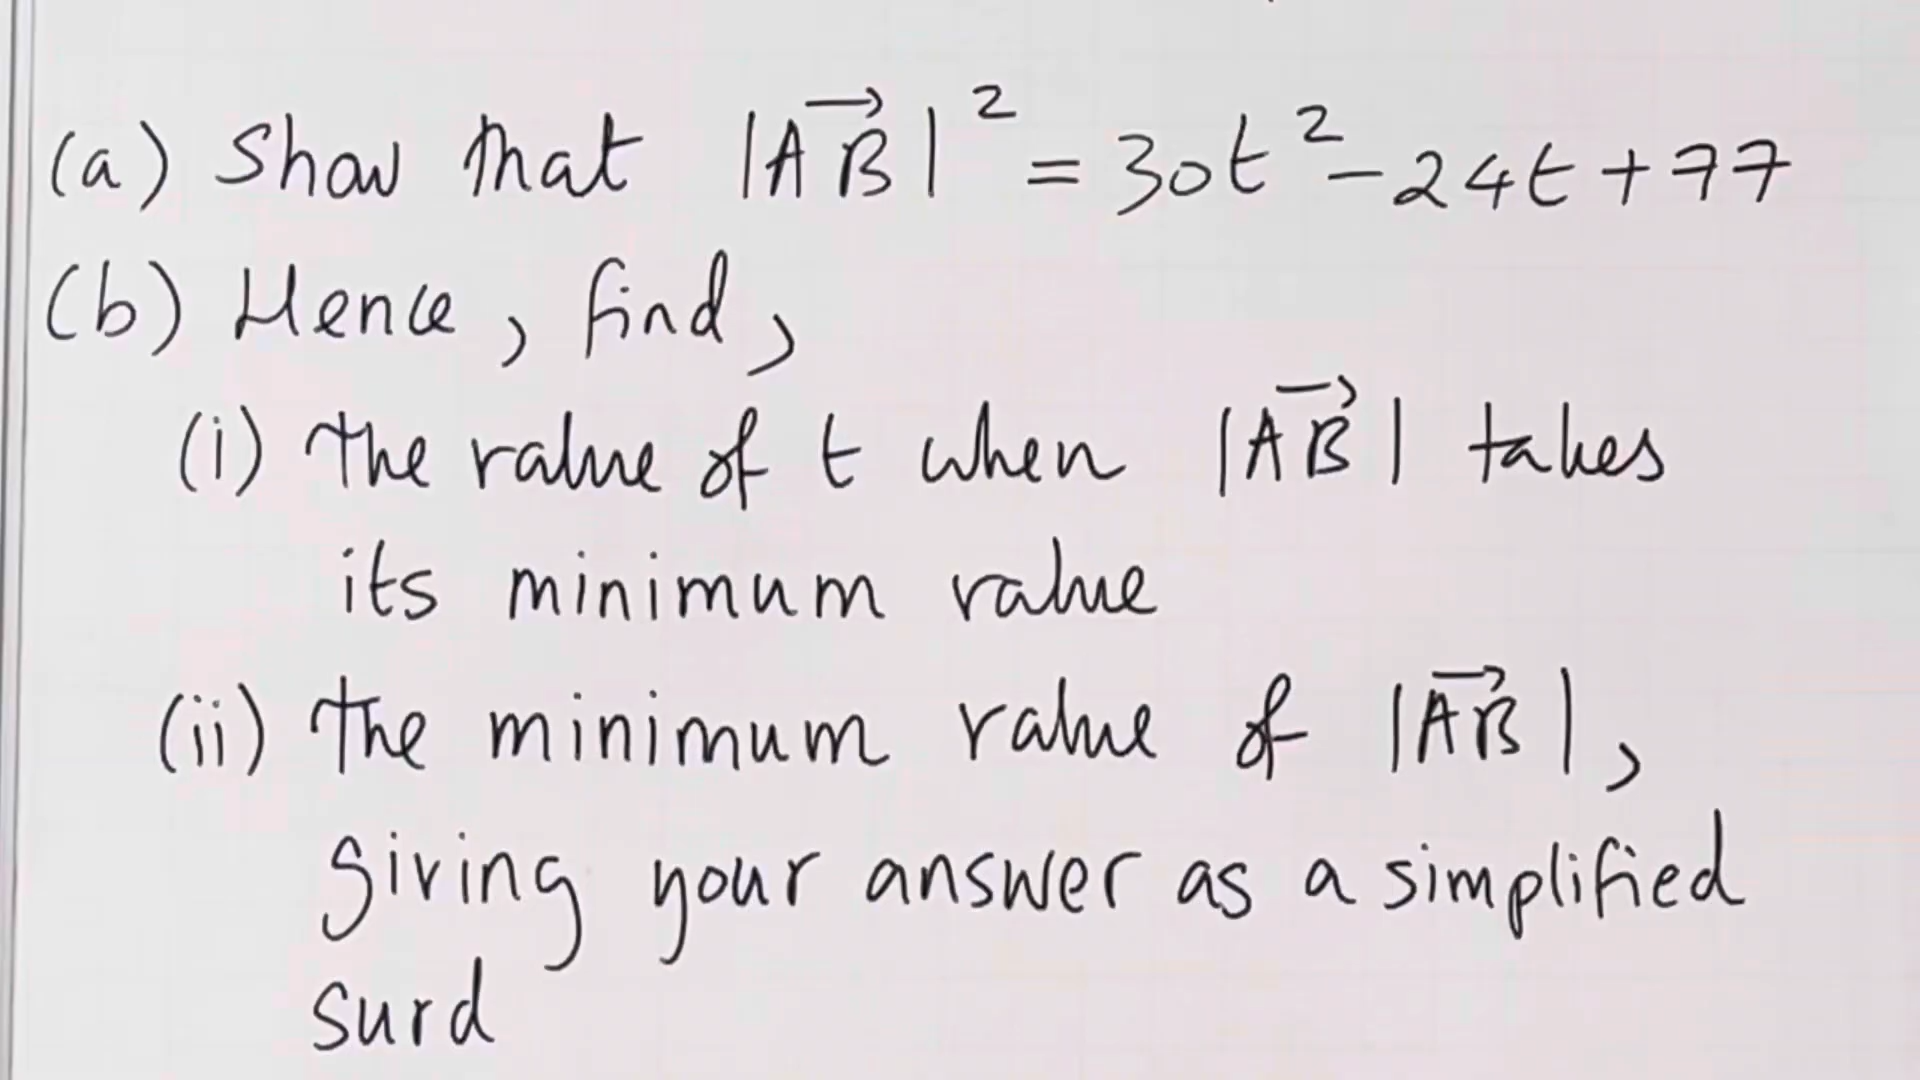 (a) Show that |AB→|² = 30t² - 24t + 77
(b) Hence, find,
(i) the value of t when |AB→| takes
its minimum value
(ii) the minimum value of |AB→|,
giving your answer as a simplified
surd